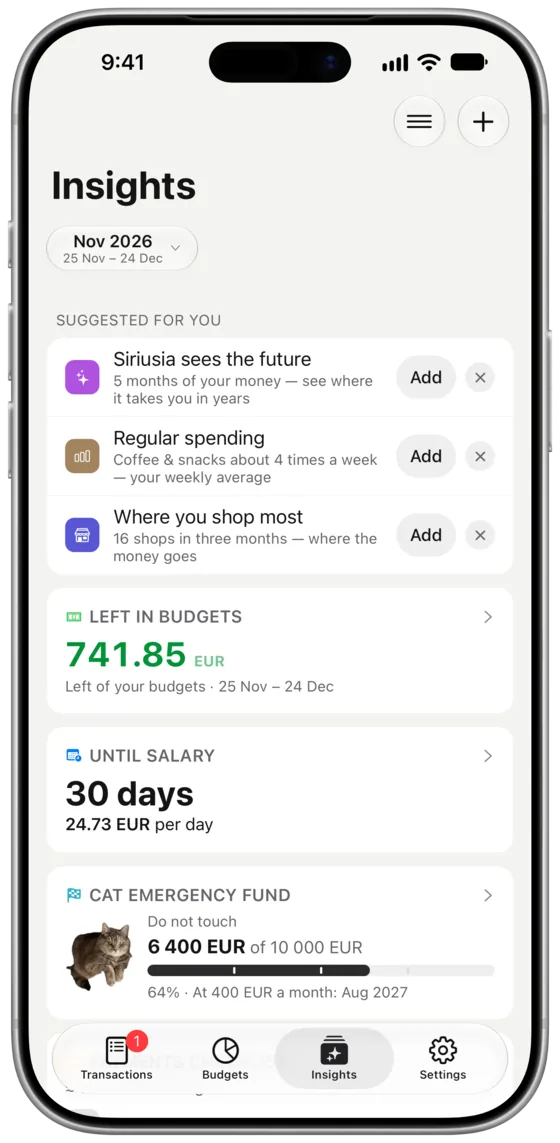 9:41
Insights
Nov 2026
25 Nov – 24 Dec
SUGGESTED FOR YOU
Siriusia sees the future
5 months of your money — see where
it takes you in years
Add
Regular spending
Coffee & snacks about 4 times a week
— your weekly average
Add
Where you shop most
16 shops in three months — where the
money goes
Add
LEFT IN BUDGETS
741.85 EUR
Left of your budgets · 25 Nov – 24 Dec
UNTIL SALARY
30 days
24.73 EUR per day
CAT EMERGENCY FUND
Do not touch
6 400 EUR of 10 000 EUR
64% · At 400 EUR a month: Aug 2027
1
Transactions
Budgets
Insights
Settings